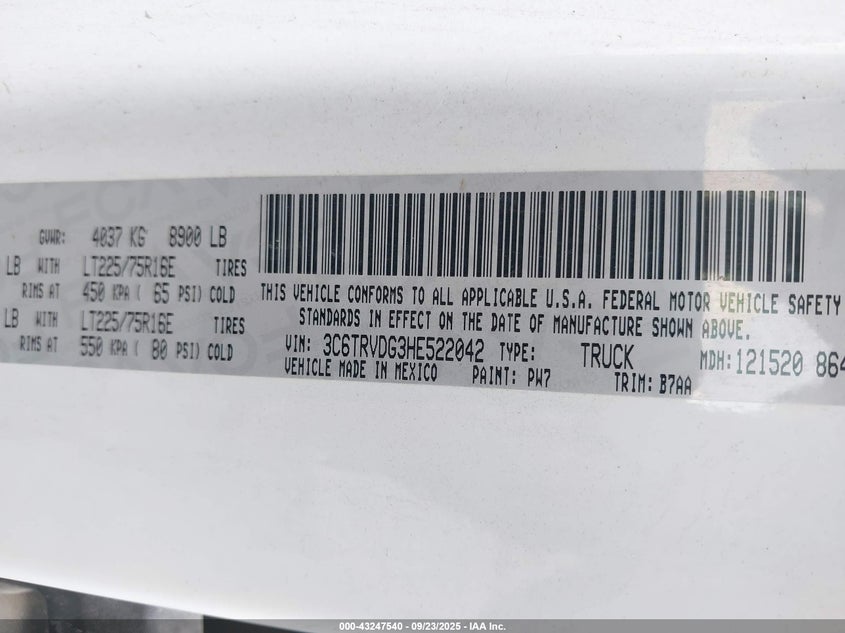 GVWR: 4037 KG 8900 LB
LB WITH LT225/75R16E TIRES
RIMS AT 450 KPA ( 65 PSI) COLD
LB WITH LT225/75R16E TIRES
RIMS AT 550 KPA ( 80 PSI) COLD
THIS VEHICLE CONFORMS TO ALL APPLICABLE U.S.A. FEDERAL MOTOR VEHICLE SAFETY
STANDARDS IN EFFECT ON THE DATE OF MANUFACTURE SHOWN ABOVE.
VIN: 3C6TRVDG3HE522042 TYPE: TRUCK MDH: 121520 864
VEHICLE MADE IN MEXICO PAINT: PW7 TRIM: B7AA
000-43247540 - 09/23/2025 - IAA Inc.